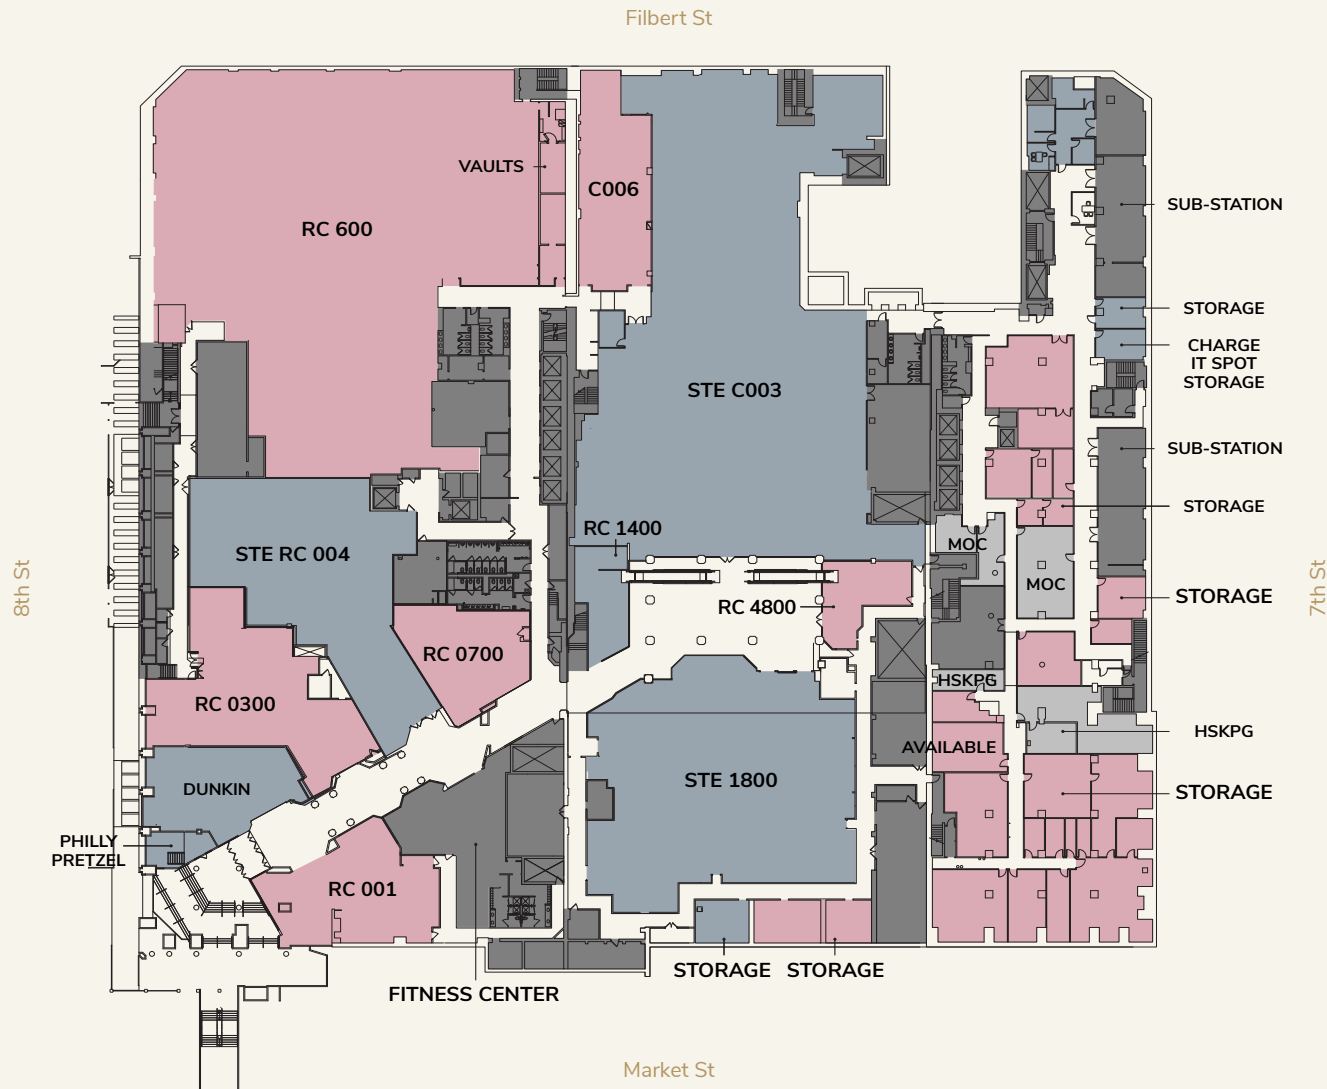 Filbert St
VAULTS
C006
RC 600
SUB-STATION
STORAGE
CHARGE
IT SPOT
STORAGE
STE C003
SUB-STATION
STORAGE
RC 1400
MOC
STE RC 004
MOC
8th St
7th St
STORAGE
RC 4800
RC 0700
HSKPG
RC 0300
HSKPG
AVAILABLE
STE 1800
DUNKIN
STORAGE
PHILLY
PRETZEL
RC 001
STORAGE
STORAGE
FITNESS CENTER
Market St